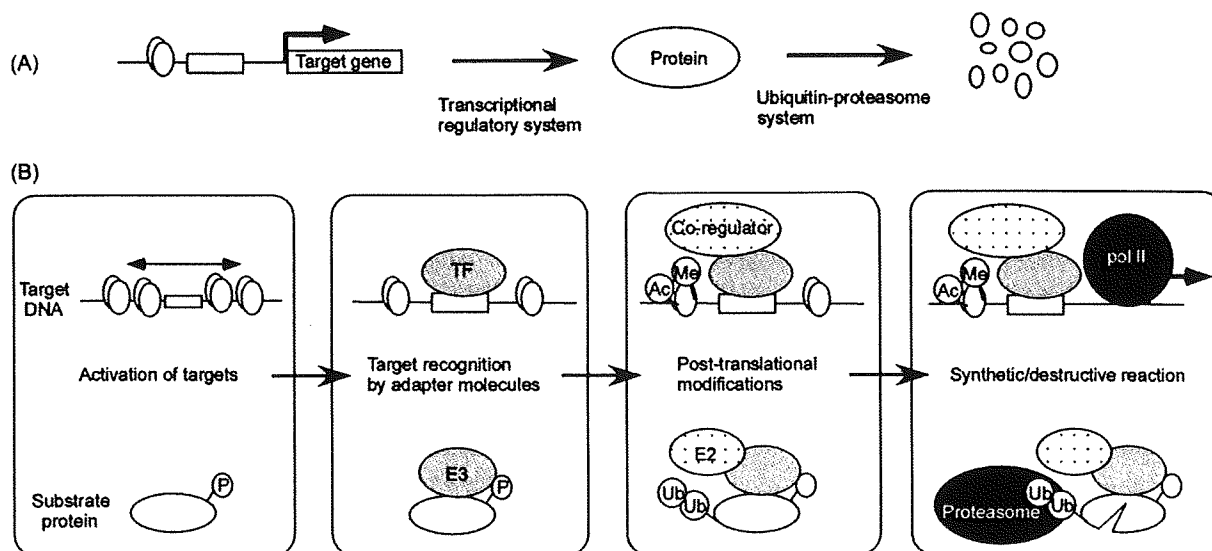 (A)
Target gene
Transcriptional
regulatory system
Protein
Ubiquitin-proteasome
system
(B)
Target
DNA
Activation of targets
TF
Target recognition
by adapter molecules
Co-regulator
Ac
Me
Post-translational
modifications
Ac
Me
pol II
Synthetic/destructive reaction
Substrate
protein
P
E3
P
E2
Ub
Ub
Proteasome
Ub
Ub